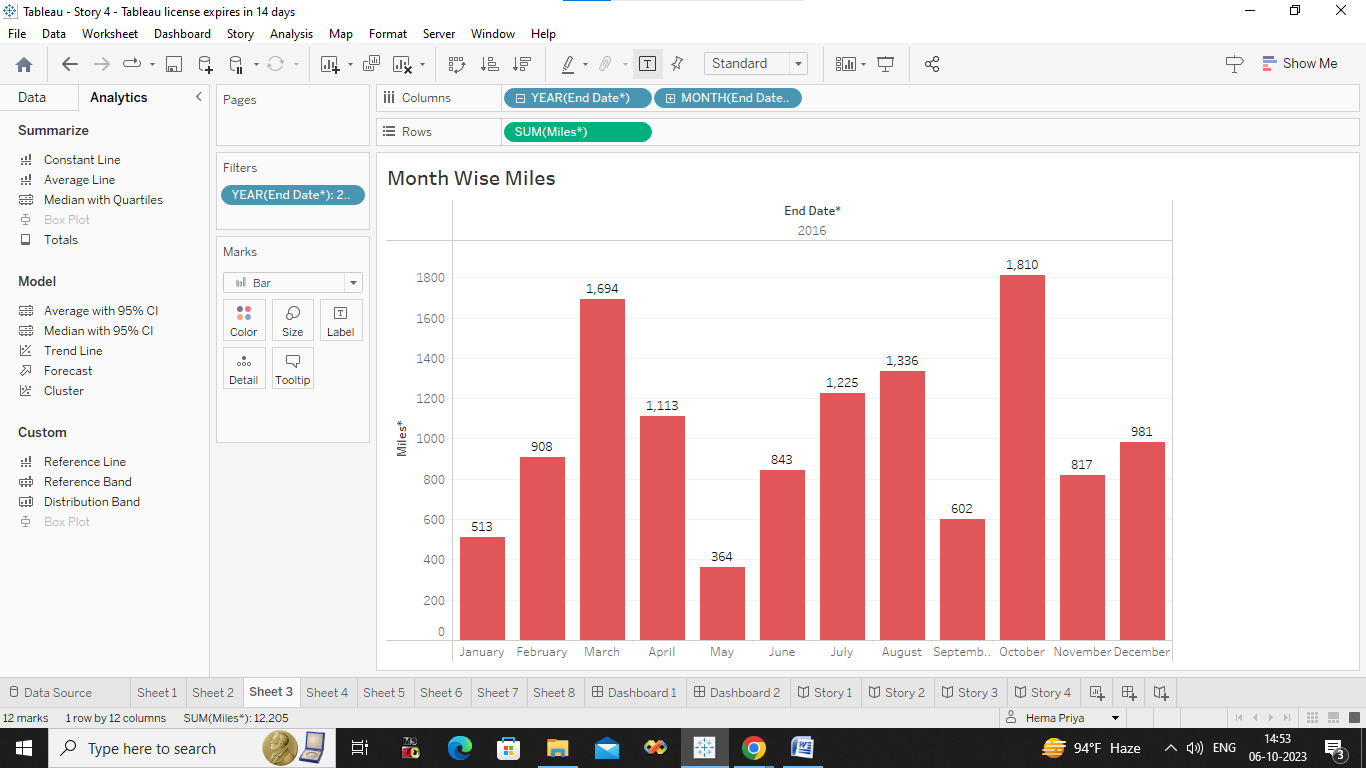 Tableau - Story 4 - Tableau license expires in 14 days
File Data Worksheet Dashboard Story Analysis Map Format Server Window Help
Standard
Show Me
Data Analytics
Pages
Columns YEAR(End Date*) MONTH(End Date..
Rows SUM(Miles*)
Summarize
Constant Line
Average Line
Median with Quartiles
Box Plot
Totals
Model
Average with 95% CI
Median with 95% CI
Trend Line
Forecast
Cluster
Custom
Reference Line
Reference Band
Distribution Band
Box Plot
Filters
YEAR(End Date*): 2..
Marks
Bar
Color Size Label
Detail Tooltip
Month Wise Miles
End Date*
2016
Miles*
1800
1600
1400
1200
1000
800
600
400
200
0
513 908 1,694 1,113 364 843 1,225 1,336 602 1,810 817 981
January February March April May June July August Septemb.. October November December
Data Source Sheet 1 Sheet 2 Sheet 3 Sheet 4 Sheet 5 Sheet 6 Sheet 7 Sheet 8 Dashboard 1 Dashboard 2 Story 1 Story 2 Story 3 Story 4
12 marks 1 row by 12 columns SUM(Miles*): 12,205 Hema Priya
Type here to search 94°F Haze ENG 14:53
06-10-2023 3